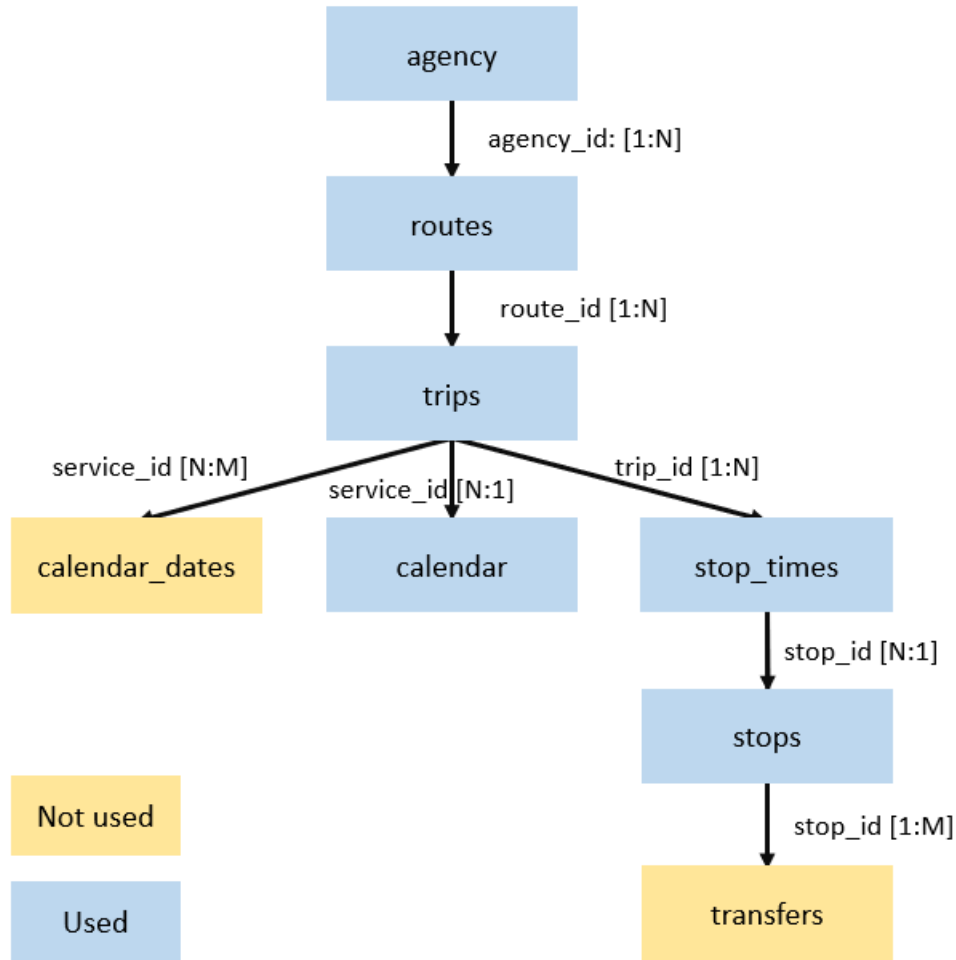 agency
agency_id: [1:N]
routes
route_id [1:N]
trips
service_id [N:M]
service_id [N:1]
trip_id [1:N]
calendar_dates
calendar
stop_times
stop_id [N:1]
stops
Not used
stop_id [1:M]
Used
transfers